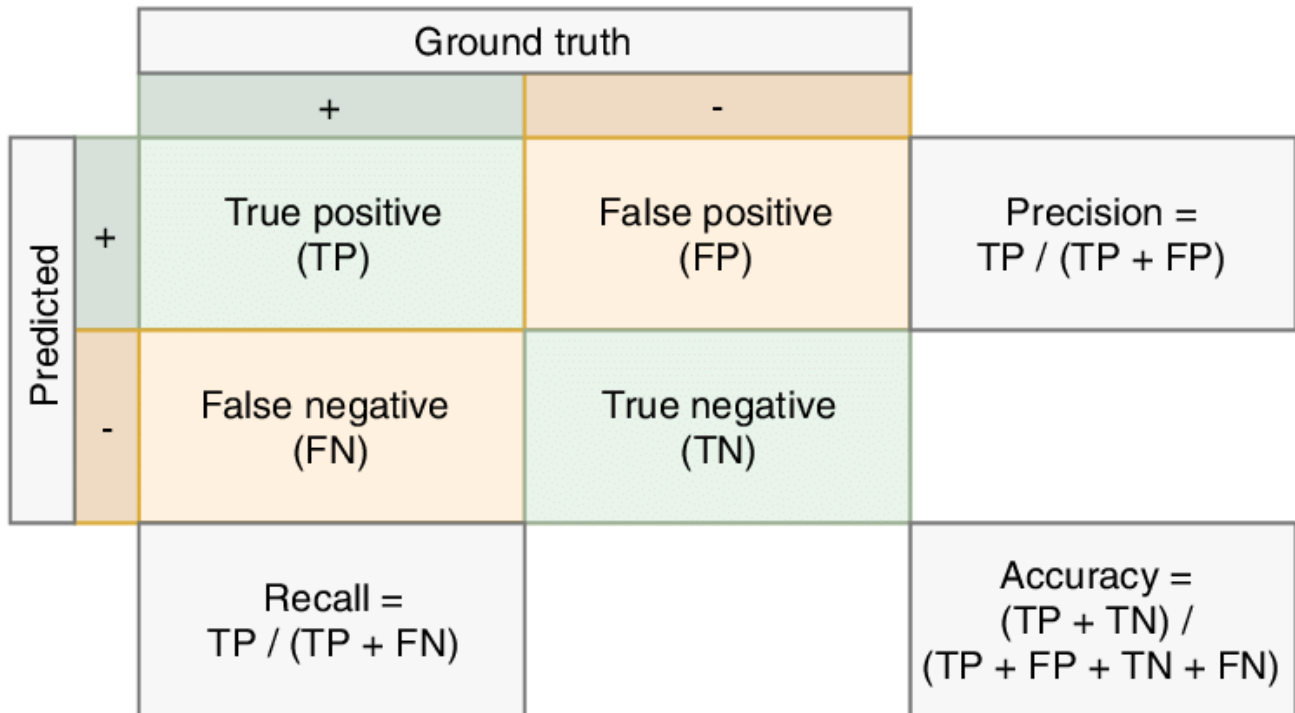 Ground truth
+
-
Predicted
+
True positive
(TP)
False positive
(FP)
Precision =
TP / (TP + FP)
-
False negative
(FN)
True negative
(TN)
Recall =
TP / (TP + FN)
Accuracy =
(TP + TN) /
(TP + FP + TN + FN)